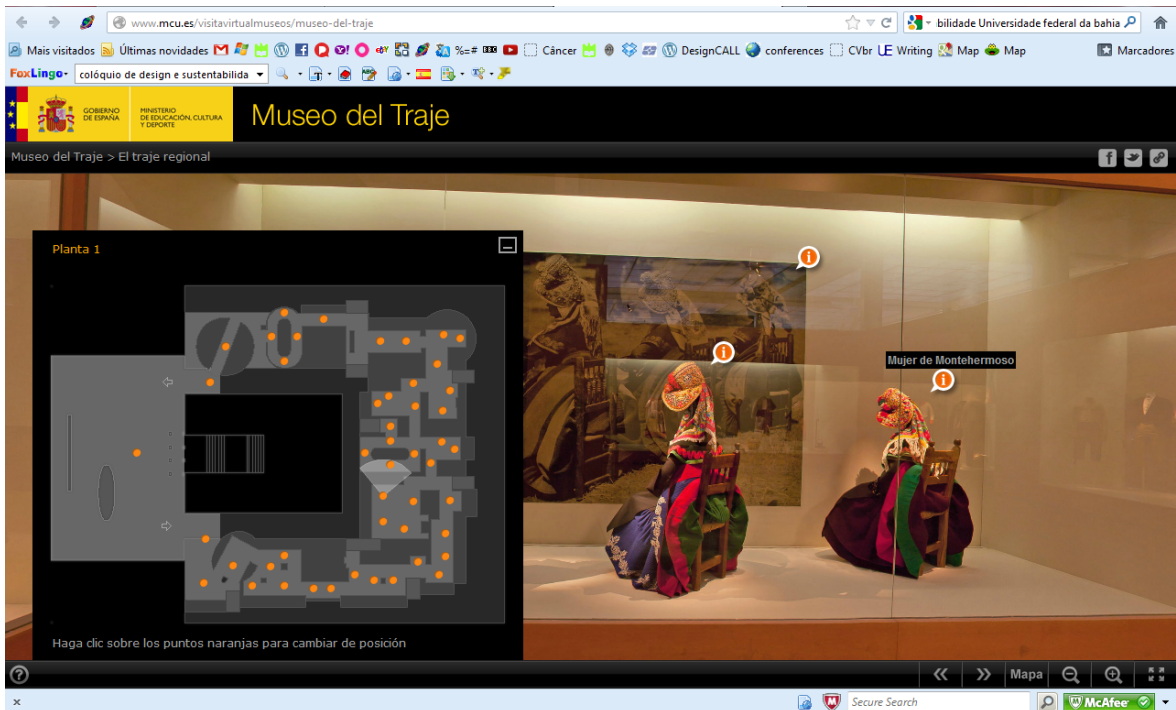 www.mcu.es/visitavirtualmuseos/museo-del-traje
bilidade Universidade federal da bahia
Mais visitados
Últimas novidades
%=#
Câncer
DesignCALL
conferences
CVbr
Writing
Map
Map
Marcadores
FoxLingo
colóquio de design e sustentabilida
GOBIERNO
DE ESPAÑA
MINISTERIO
DE EDUCACIÓN, CULTURA
Y DEPORTE
Museo del Traje
Museo del Traje > El traje regional
Planta 1
Mujer de Montehermoso
Haga clic sobre los puntos naranjas para cambiar de posición
Mapa
Secure Search
McAfee